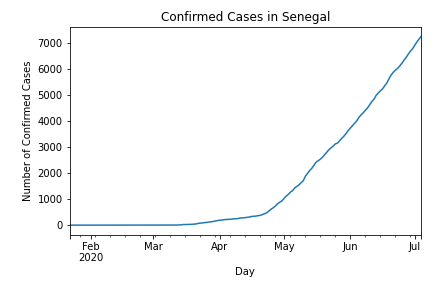 Confirmed Cases in Senegal
Number of Confirmed Cases
7000
6000
5000
4000
3000
2000
1000
0
Feb Mar Apr May Jun Jul
2020
Day